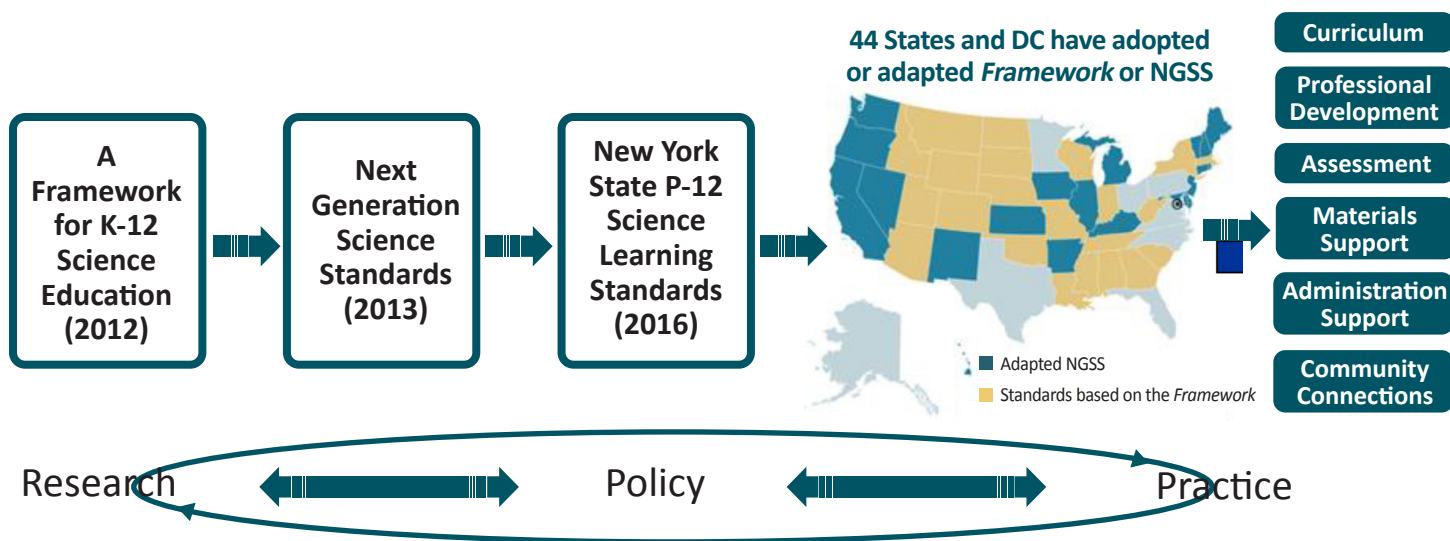 A
Framework
for K-12
Science
Education
(2012)
Next
Generation
Science
Standards
(2013)
New York
State P-12
Science
Learning
Standards
(2016)
44 States and DC have adopted
or adapted Framework or NGSS
Adapted NGSS
Standards based on the Framework
Curriculum
Professional
Development
Assessment
Materials
Support
Administration
Support
Community
Connections
Research
Policy
Practice